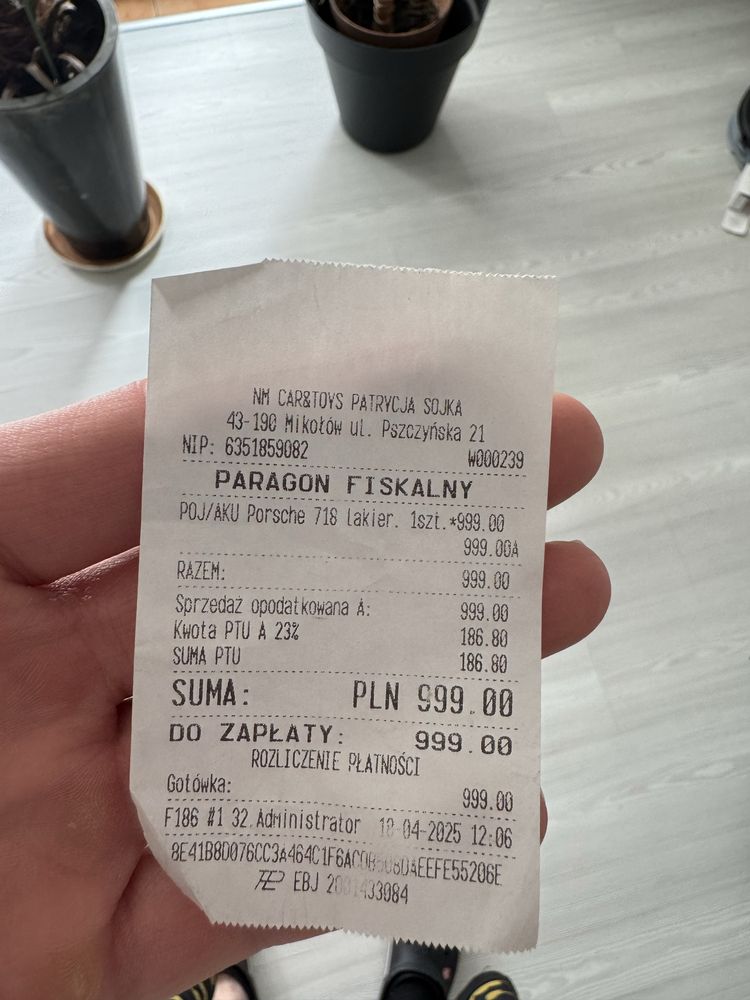 NM CAR&TOYS PATRYCJA SOJKA
43-190 Mikołów ul. Pszczyńska 21
NIP: 6351859082 W000239
PARAGON FISKALNY
POJ/AKU Porsche 718 lakier. 1szt.*999.00
999.00A
RAZEM: 999.00
Sprzedaż opodatkowana A: 999.00
Kwota PTU A 23% 186.80
SUMA PTU 186.80
SUMA: PLN 999.00
DO ZAPŁATY: 999.00
ROZLICZENIE PŁATNOŚCI
Gotówka: 999.00
F186 #1 32 Administrator 12:06
EBJ